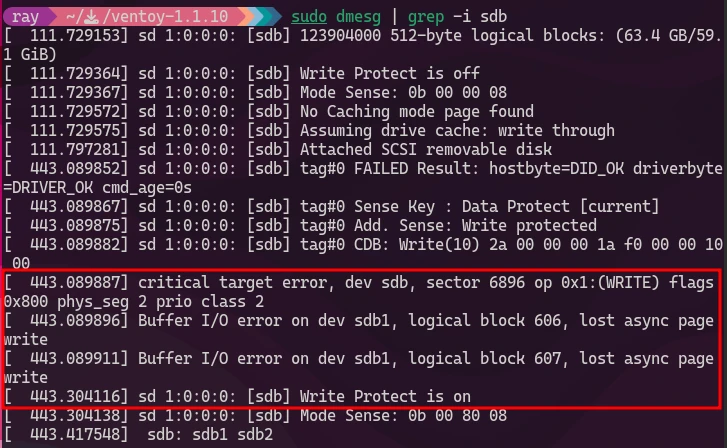 ray ~/ /ventoy-1.1.10 sudo dmesg | grep -i sdb
[  111.729153] sd 1:0:0:0: [sdb] 123904000 512-byte logical blocks: (63.4 GB/59.
1 GiB)
[  111.729364] sd 1:0:0:0: [sdb] Write Protect is off
[  111.729367] sd 1:0:0:0: [sdb] Mode Sense: 0b 00 00 08
[  111.729572] sd 1:0:0:0: [sdb] No Caching mode page found
[  111.729575] sd 1:0:0:0: [sdb] Assuming drive cache: write through
[  111.797281] sd 1:0:0:0: [sdb] Attached SCSI removable disk
[  443.089852] sd 1:0:0:0: [sdb] tag#0 FAILED Result: hostbyte=DID_OK driverbyte
=DRIVER_OK cmd_age=0s
[  443.089867] sd 1:0:0:0: [sdb] tag#0 Sense Key : Data Protect [current]
[  443.089875] sd 1:0:0:0: [sdb] tag#0 Add. Sense: Write protected
[  443.089882] sd 1:0:0:0: [sdb] tag#0 CDB: Write(10) 2a 00 00 00 1a f0 00 00 10
 00
[  443.089887] critical target error, dev sdb, sector 6896 op 0x1:(WRITE) flags
0x800 phys_seg 2 prio class 2
[  443.089896] Buffer I/O error on dev sdb1, logical block 606, lost async page
write
[  443.089911] Buffer I/O error on dev sdb1, logical block 607, lost async page
write
[  443.304116] sd 1:0:0:0: [sdb] Write Protect is on
[  443.304138] sd 1:0:0:0: [sdb] Mode Sense: 0b 00 80 08
[  443.417548]  sdb: sdb1 sdb2